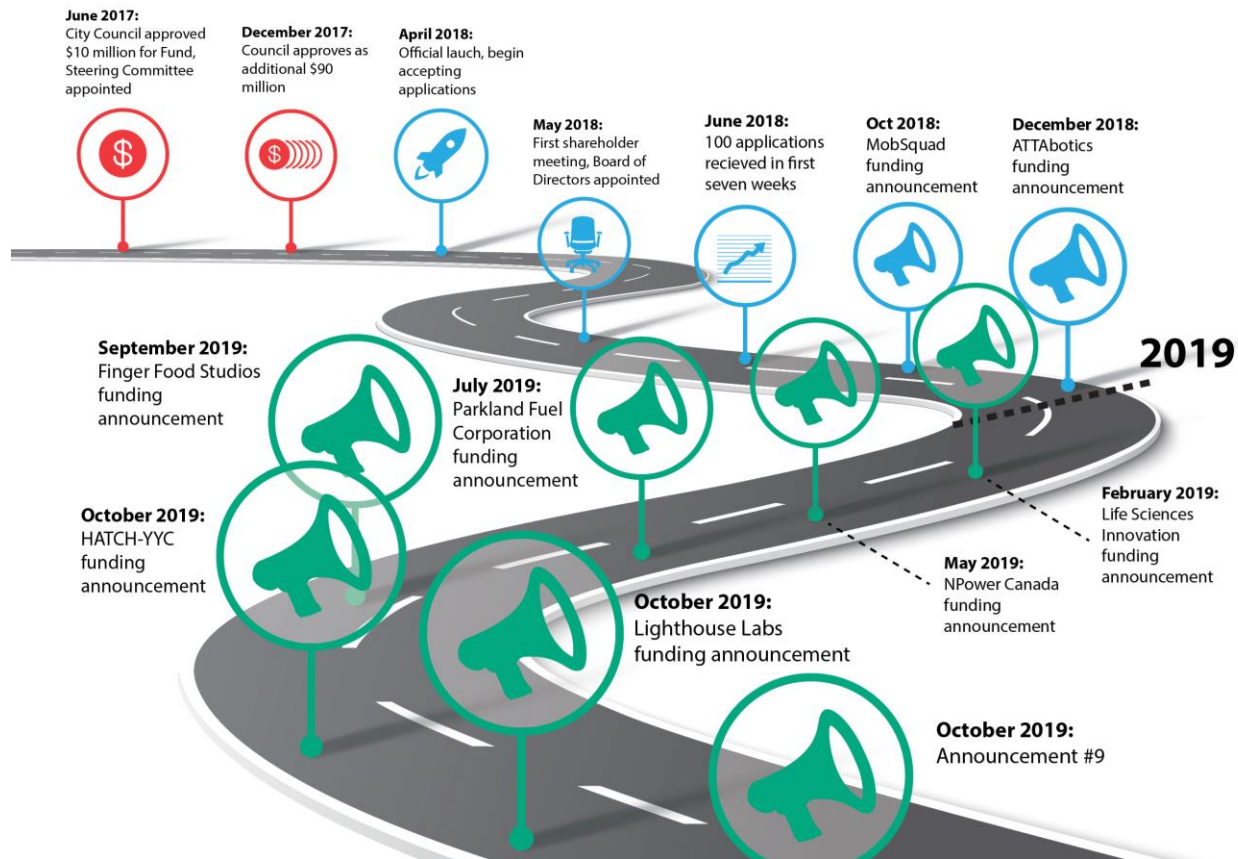 June 2017:
City Council approved
$10 million for Fund,
Steering Committee
appointed
December 2017:
Council approves as
additional $90
million
April 2018:
Official lauch, begin
accepting
applications
May 2018:
First shareholder
meeting, Board of
Directors appointed
June 2018:
100 applications
recieved in first
seven weeks
Oct 2018:
MobSquad
funding
announcement
December 2018:
ATTAbotics
funding
announcement
2019
February 2019:
Life Sciences
Innovation
funding
announcement
May 2019:
NPower Canada
funding
announcement
July 2019:
Parkland Fuel
Corporation
funding
announcement
September 2019:
Finger Food Studios
funding
announcement
October 2019:
HATCH-YYC
funding
announcement
October 2019:
Lighthouse Labs
funding announcement
October 2019:
Announcement #9